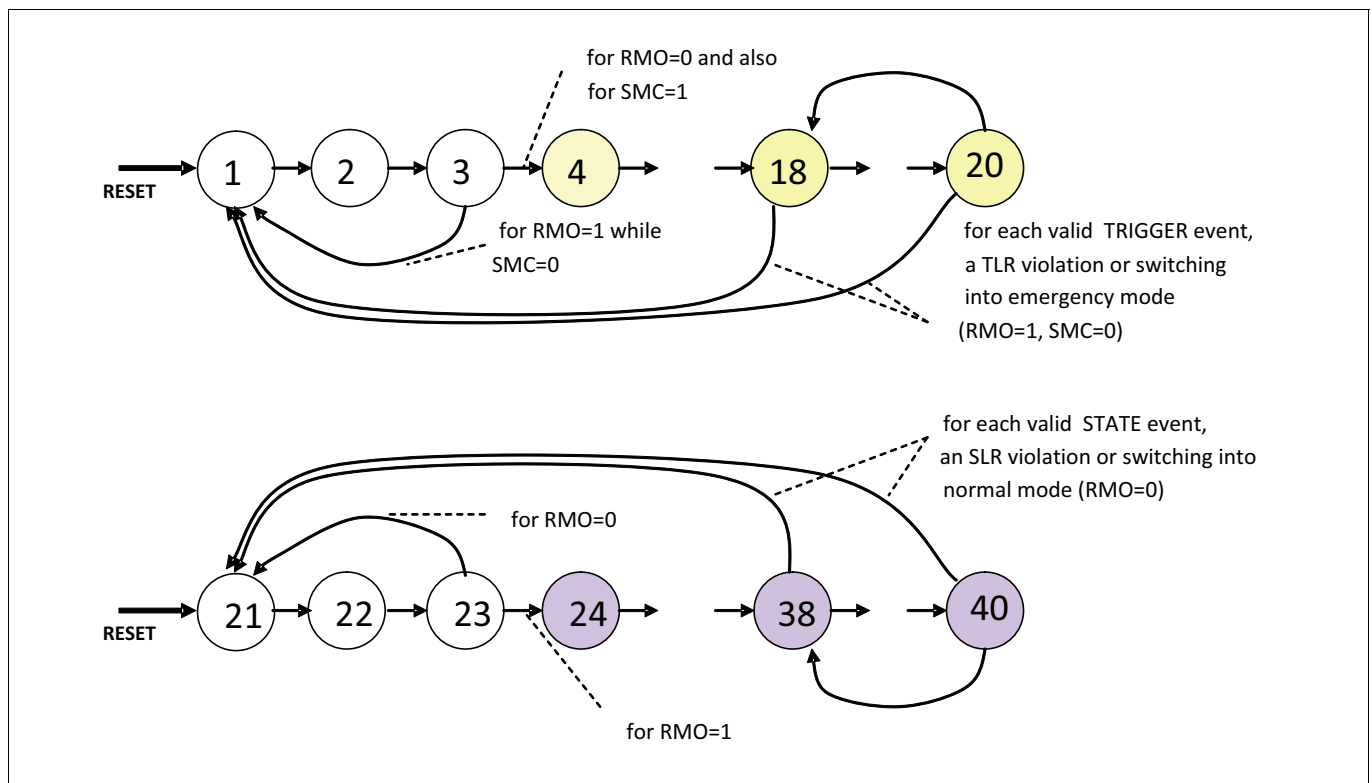 for RMO=0 and also
for SMC=1
RESET
1
2
3
4
18
20
for RMO=1 while
SMC=0
for each valid TRIGGER event,
a TLR violation or switching
into emergency mode
(RMO=1, SMC=0)
for each valid STATE event,
an SLR violation or switching into
normal mode (RMO=0)
for RMO=0
RESET
21
22
23
24
38
40
for RMO=1